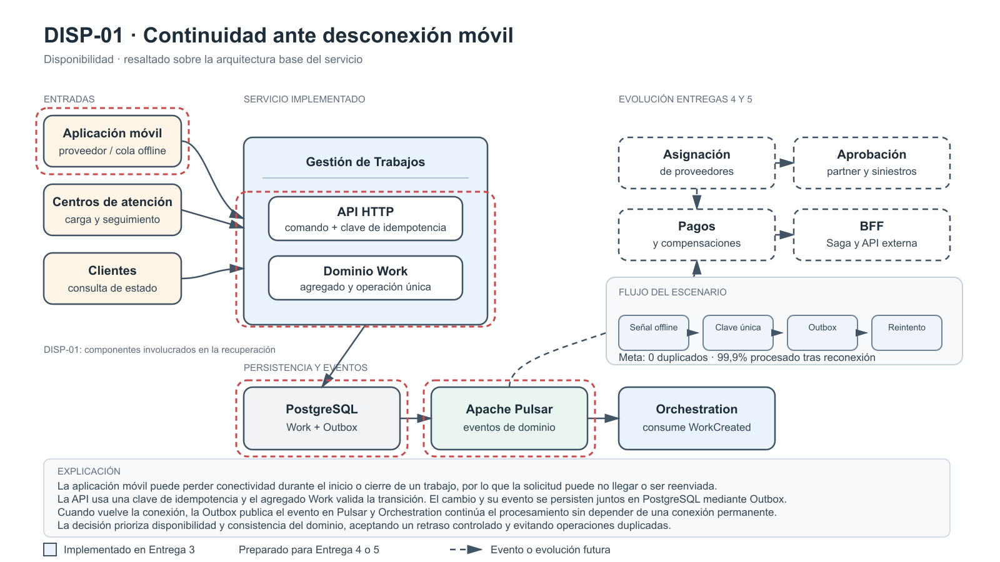 DISP-01 · Continuidad ante desconexión móvil
Disponibilidad · resaltado sobre la arquitectura base del servicio
ENTRADAS
SERVICIO IMPLEMENTADO
EVOLUCIÓN ENTREGAS 4 Y 5
Aplicación móvil
proveedor / cola offline
Centros de atención
carga y seguimiento
Clientes
consulta de estado
Gestión de Trabajos
API HTTP
comando + clave de idempotencia
Dominio Work
agregado y operación única
Asignación
de proveedores
Aprobación
partner y siniestros
Pagos
y compensaciones
BFF
Saga y API externa
FLUJO DEL ESCENARIO
Señal offline
Clave única
Outbox
Reintento
Meta: 0 duplicados · 99,9% procesado tras reconexión
DISP-01: componentes involucrados en la recuperación
PERSISTENCIA Y EVENTOS
PostgreSQL
Work + Outbox
Apache Pulsar
eventos de dominio
Orchestration
consume WorkCreated
EXPLICACIÓN
La aplicación móvil puede perder conectividad durante el inicio o cierre de un trabajo, por lo que la solicitud puede no llegar o ser reenviada.
La API usa una clave de idempotencia y el agregado Work valida la transición. El cambio y su evento se persisten juntos en PostgreSQL mediante Outbox.
Cuando vuelve la conexión, la Outbox publica el evento en Pulsar y Orchestration continúa el procesamiento sin depender de una conexión permanente.
La decisión prioriza disponibilidad y consistencia del dominio, aceptando un retraso controlado y evitando operaciones duplicadas.
Implementado en Entrega 3
Preparado para Entrega 4 o 5
Evento o evolución futura